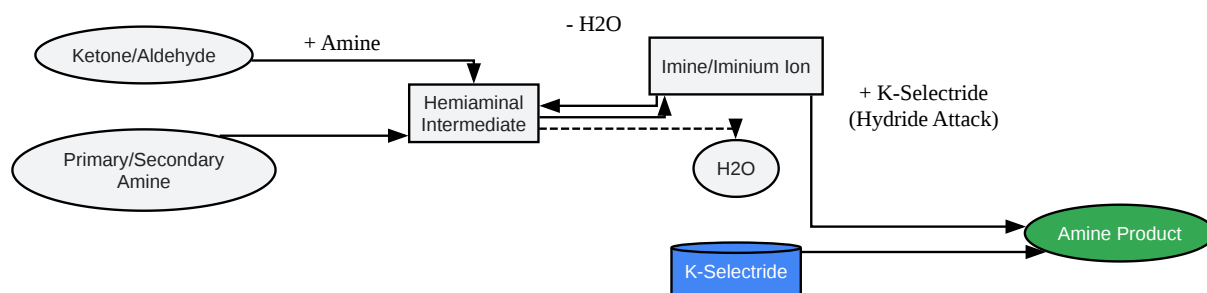 Ketone/Aldehyde
+ Amine
- H2O
Imine/Iminium Ion
+ K-Selectride
(Hydride Attack)
Hemiaminal
Intermediate
Primary/Secondary
Amine
H2O
Amine Product
K-Selectride